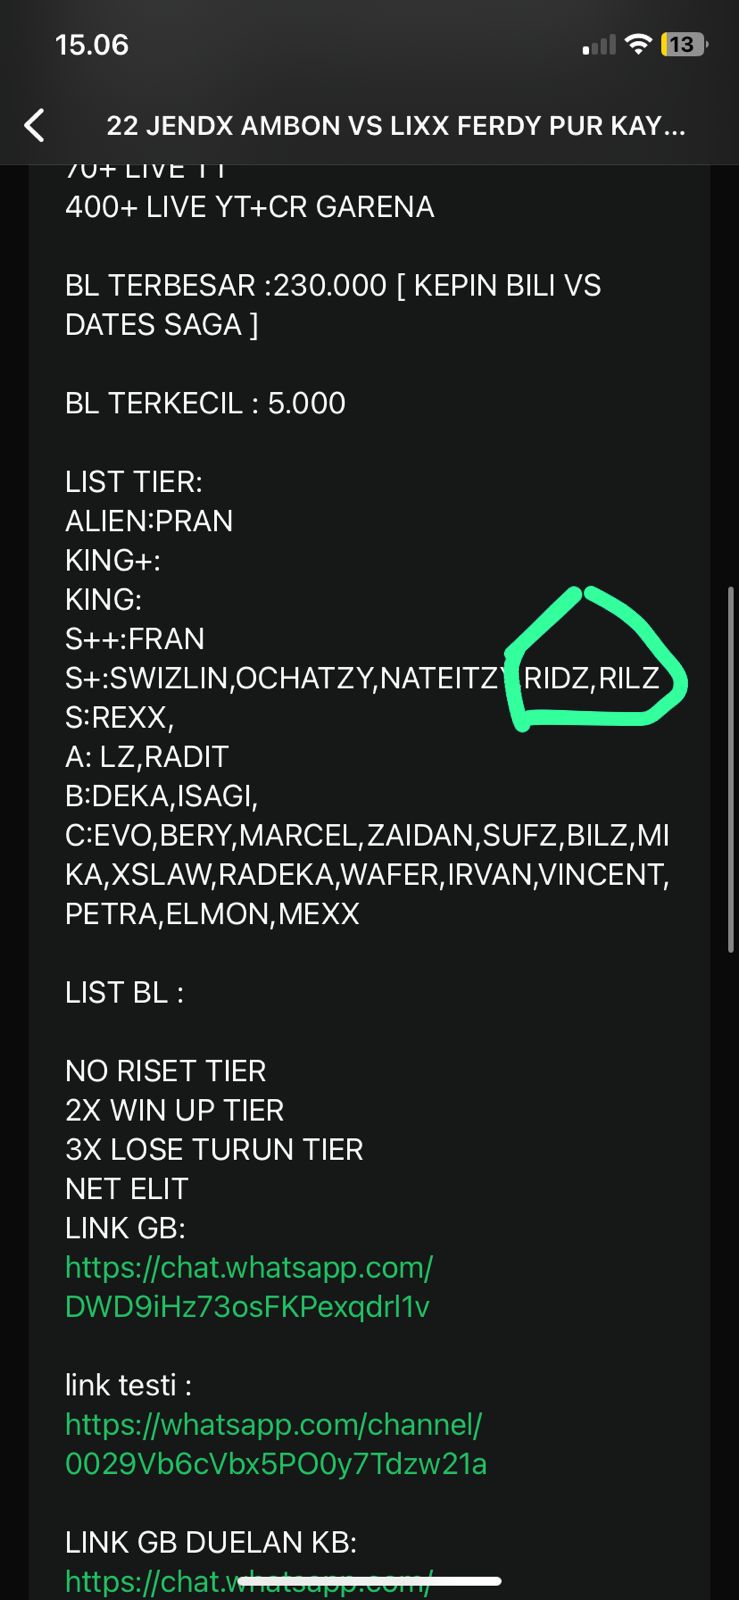 15.06
13
22 JENDX AMBON VS LIXX FERDY PUR KAY...
70+ LIVE TT
400+ LIVE YT+CR GARENA
BL TERBESAR :230.000 [ KEPIN BILI VS
DATES SAGA ]
BL TERKECIL : 5.000
LIST TIER:
ALIEN:PRAN
KING+:
KING:
S++:FRAN
S+:SWIZLIN,OCHATZY,NATEITZY,RIDZ,RILZ
S:REXX,
A: LZ,RADIT
B:DEKA,ISAGI,
C:EVO,BERY,MARCEL,ZAIDAN,SUFZ,BILZ,MI
KA,XSLAW,RADEKA,WAFER,IRVAN,VINCENT,
PETRA,ELMON,MEXX
LIST BL :
NO RISET TIER
2X WIN UP TIER
3X LOSE TURUN TIER
NET ELIT
LINK GB:
https://chat.whatsapp.com/
DWD9iHz73osFKPexqdrl1v
link testi :
https://whatsapp.com/channel/
0029Vb6cVbx5PO0y7Tdzw21a
LINK GB DUELAN KB:
https://chat.whatsapp.com/